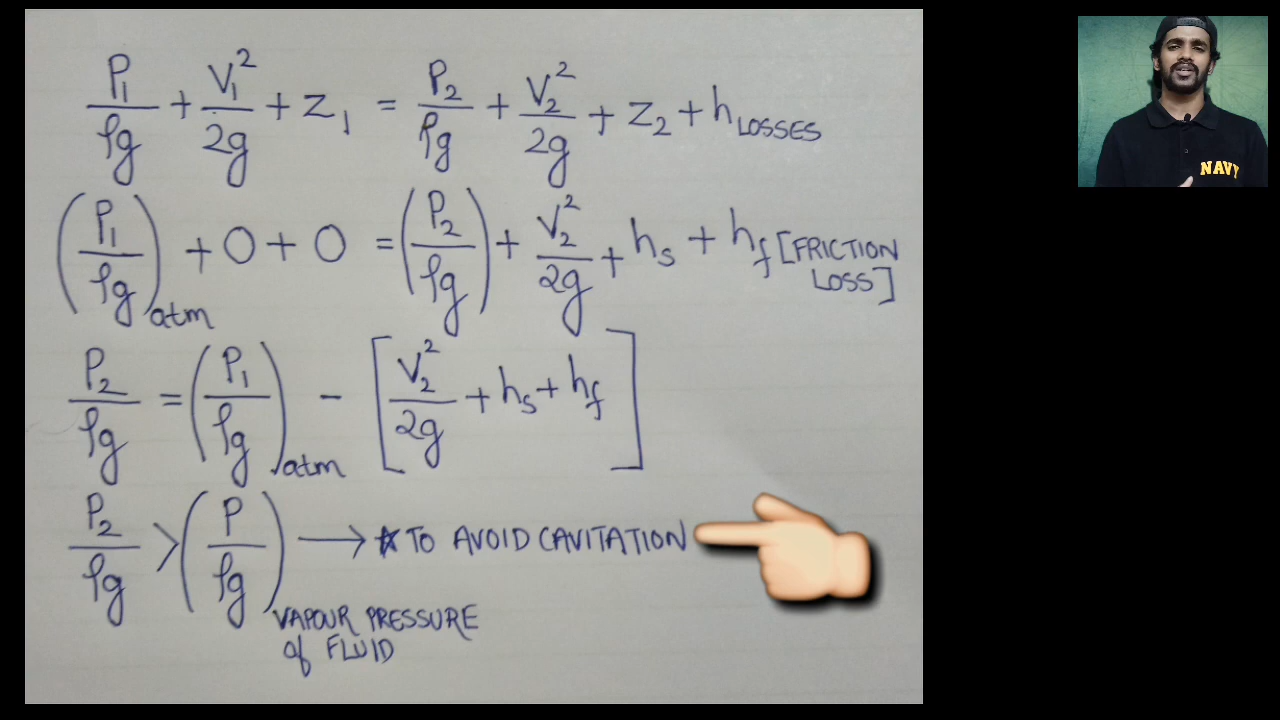 P₁/ρg + V₁²/2g + Z₁ = P₂/ρg + V₂²/2g + Z₂ + h LOSSES
(P₁/ρg)atm + 0 + 0 = (P₂/ρg) + V₂²/2g + hs + hf [FRICTION LOSS]
P₂/ρg = (P₁/ρg)atm - [V₂²/2g + hs + hf]
P₂/ρg > (P/ρg) → * TO AVOID CAVITATION
VAPOUR PRESSURE
of FLUID
NAVY